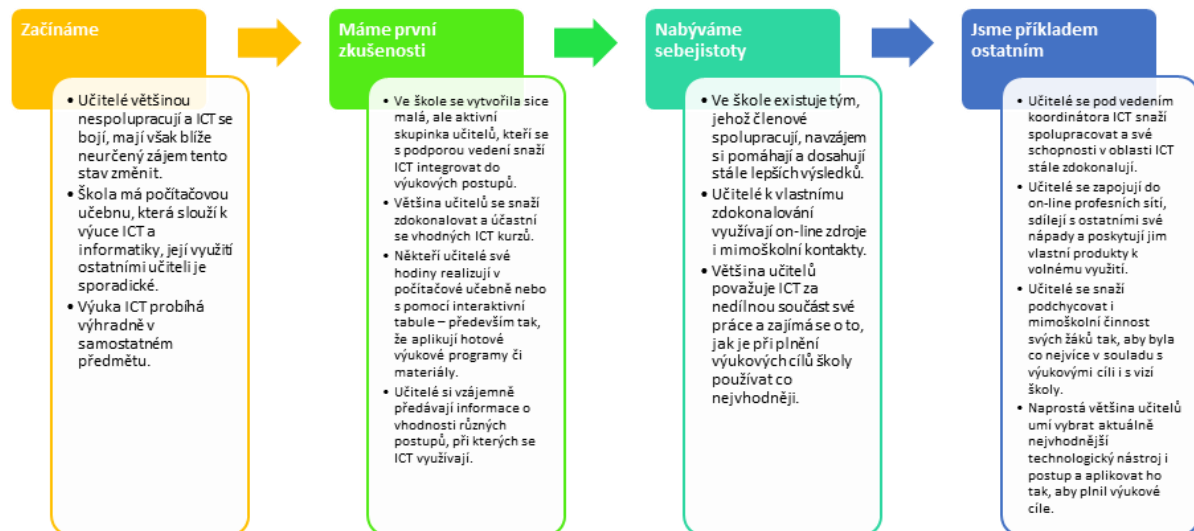 Začínáme
• Učitelé většinou
nespolupracují a ICT se
bojí, mají však blíže
neurčený zájem tento
stav změnit.
• Škola má počítačovou
učebnu, která slouží k
výuce ICT a
informatiky, její využití
ostatními učiteli je
sporadické.
• Výuka ICT probíhá
výhradně v
samostatném
předmětu.
Máme první
zkušenosti
• Ve škole se vytvořila sice
malá, ale aktivní
skupinka učitelů, kteří se
s podporou vedení snaží
ICT integrovat do
výukových postupů.
• Většina učitelů se snaží
zdokonalovat a účastní
se vhodných ICT kurzů.
• Někteří učitelé své
hodiny realizují v
počítačové učebně nebo
s pomocí interaktivní
tabule – především tak,
že aplikují hotové
výukové programy či
materiály.
• Učitelé si vzájemně
předávají informace o
vhodnosti různých
postupů, při kterých se
ICT využívají.
Nabýváme
sebejistoty
• Ve škole existuje tým,
jehož členové
spolupracují, navzájem
si pomáhají a dosahují
stále lepších výsledků.
• Učitelé k vlastnímu
zdokonalování
využívají on-line zdroje
i mimoškolní kontakty.
• Většina učitelů
považuje ICT za
nedílnou součást své
práce a zajímá se o to,
jak je při plnění
výukových cílů školy
používat co
nejvhodněji.
Jsme příkladem
ostatním
• Učitelé se pod vedením
koordinátora ICT snaží
spolupracovat a své
schopnosti v oblasti ICT
stále zdokonalují.
• Učitelé se zapojují do
on-line profesních sítí,
sdílejí s ostatními své
nápady a poskytují jim
vlastní produkty k
volnému využití.
• Učitelé se snaží
podchycovat i
mimoškolní činnost
svých žáků tak, aby byla
co nejvíce v souladu s
výukovými cíli i s vizí
školy.
• Naprostá většina učitelů
umí vybrat aktuálně
nejvhodnější
technologický nástroj i
postup a aplikovat ho
tak, aby plnil výukové
cíle.